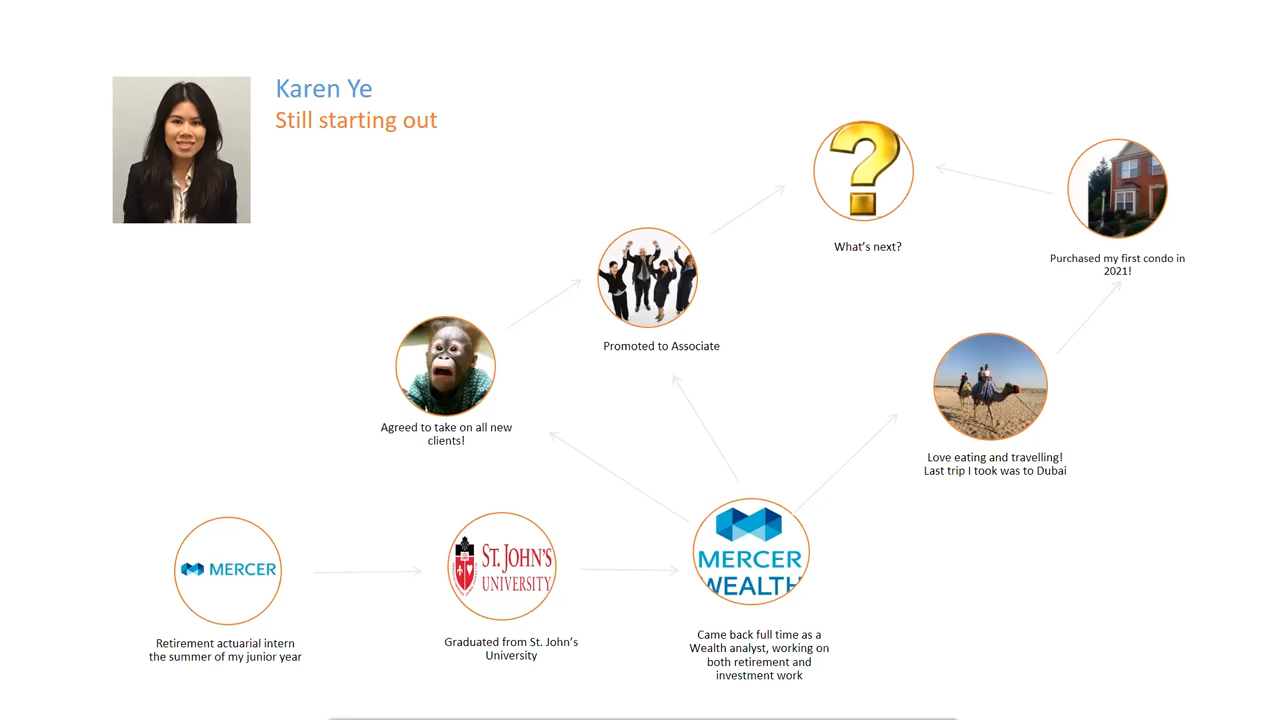 Karen Ye
Still starting out
What's next?
Purchased my first condo in
2021!
Promoted to Associate
Agreed to take on all new
clients!
Love eating and travelling!
Last trip I took was to Dubai
MERCER
ST. JOHN'S
UNIVERSITY
MERCER
WEALTH
Retirement actuarial intern
the summer of my junior year
Graduated from St. John's
University
Came back full time as a
Wealth analyst, working on
both retirement and
investment work